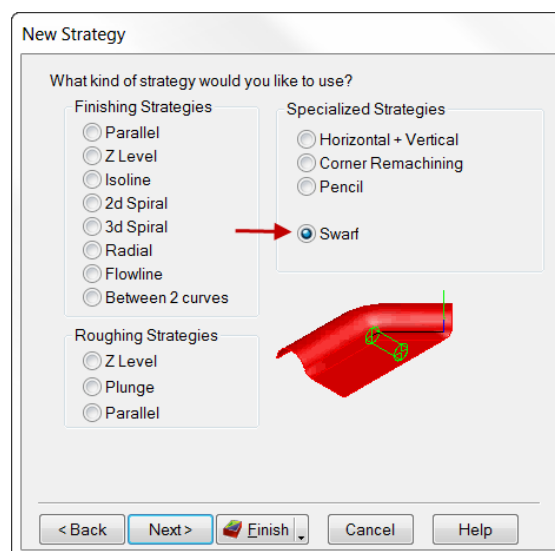 New Strategy
What kind of strategy would you like to use?
Finishing Strategies
Parallel
Z Level
Isoline
2d Spiral
3d Spiral
Radial
Flowline
Between 2 curves
Roughing Strategies
Z Level
Plunge
Parallel
Specialized Strategies
Horizontal + Vertical
Corner Remachining
Pencil
Swarf
< Back Next > Finish Cancel Help